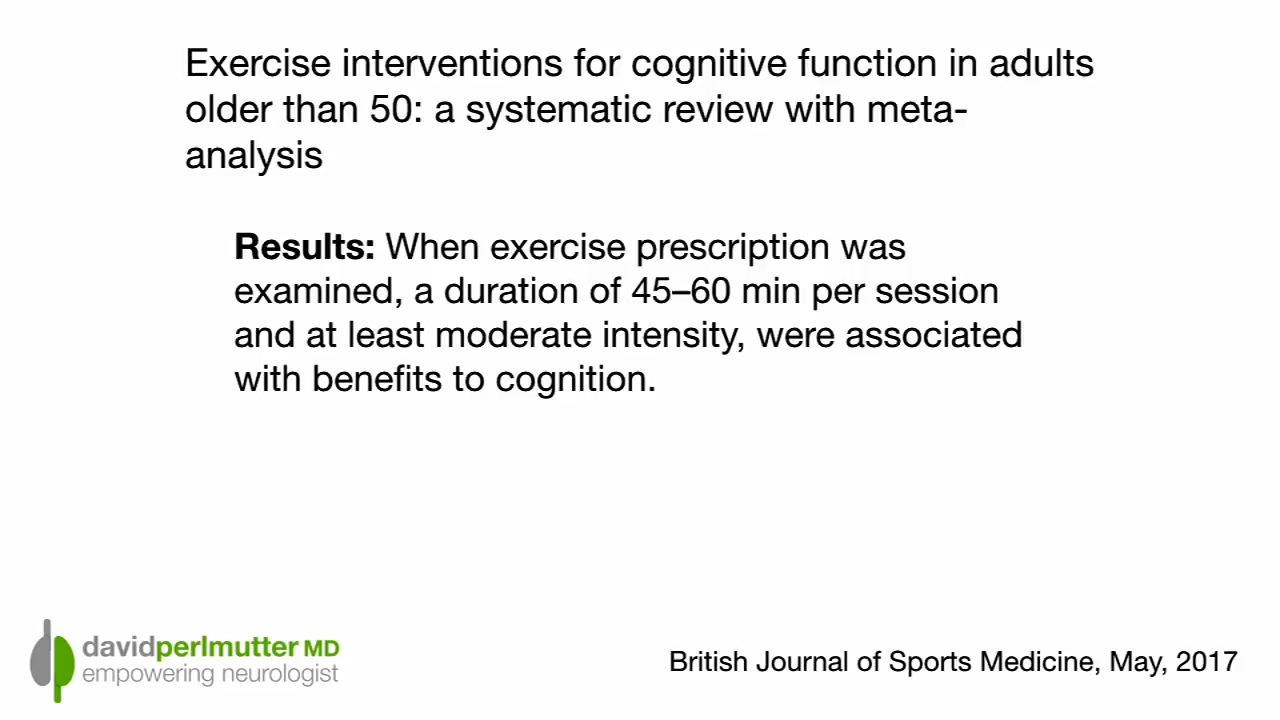 Exercise interventions for cognitive function in adults
older than 50: a systematic review with meta-
analysis
Results: When exercise prescription was
examined, a duration of 45–60 min per session
and at least moderate intensity, were associated
with benefits to cognition.
davidperlmutter MD
empowering neurologist
British Journal of Sports Medicine, May, 2017